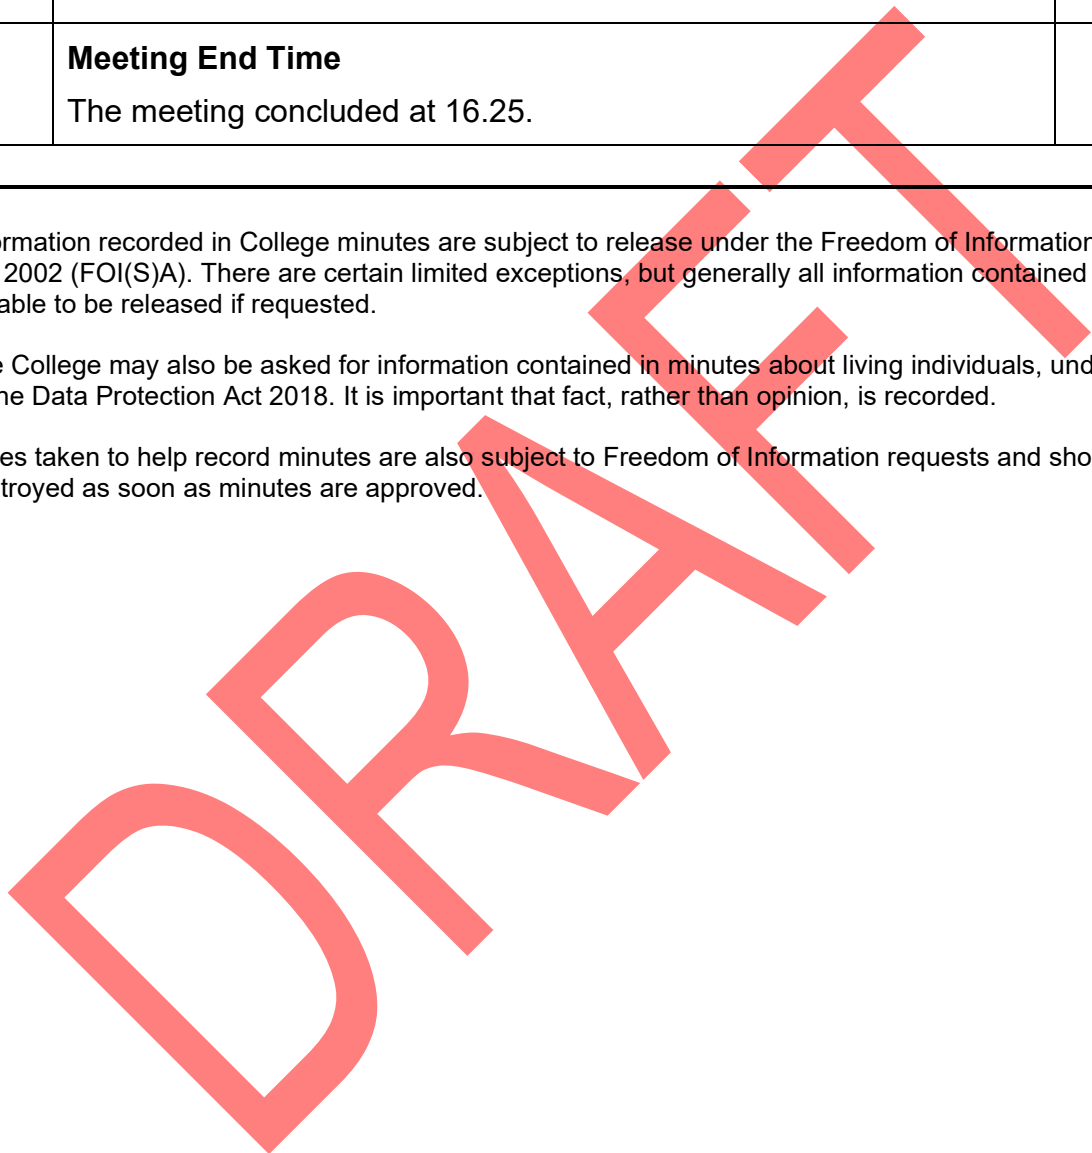 Meeting End Time
The meeting concluded at 16.25.
ormation recorded in College minutes are subject to release under the Freedom of Information
2002 (FOI(S)A). There are certain limited exceptions, but generally all information contained
able to be released if requested.
e College may also be asked for information contained in minutes about living individuals, und
ne Data Protection Act 2018. It is important that fact, rather than opinion, is recorded.
es taken to help record minutes are also subject to Freedom of Information requests and sho
troyed as soon as minutes are approved.
DRAFT